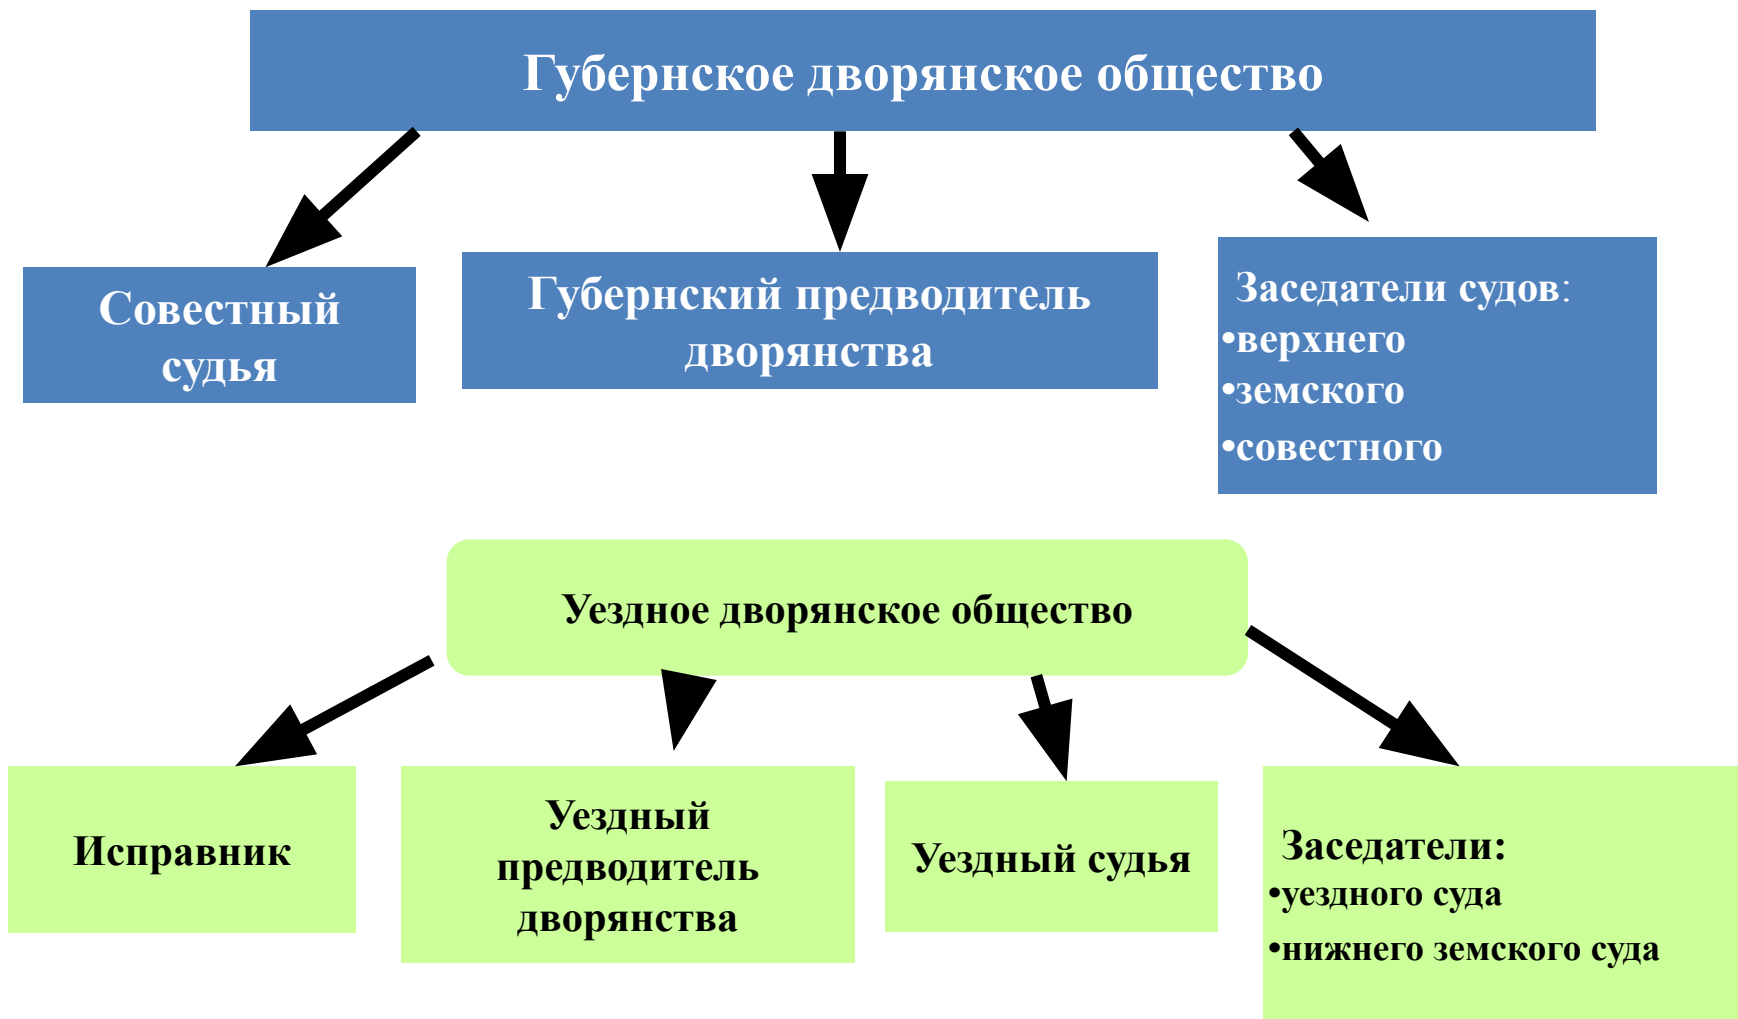 Губернское дворянское общество
Совестный
судья
Губернский предводитель
дворянства
Заседатели судов:
•верхнего
•земского
•совестного
Уездное дворянское общество
Исправник
Уездный
предводитель
дворянства
Уездный судья
Заседатели:
•уездного суда
•нижнего земского суда